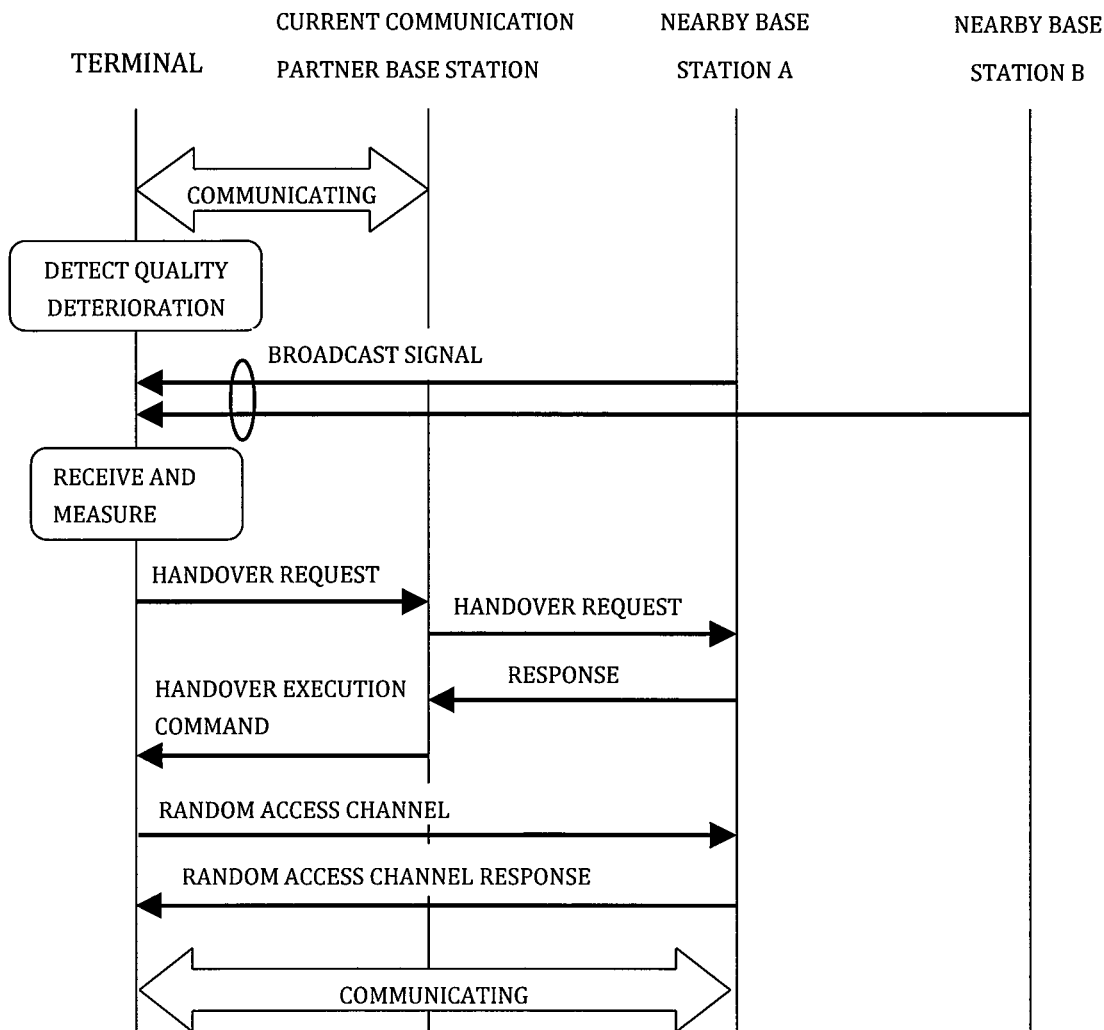 TERMINAL
CURRENT COMMUNICATION
PARTNER BASE STATION
NEARBY BASE
STATION A
NEARBY BASE
STATION B
COMMUNICATING
DETECT QUALITY
DETERIORATION
BROADCAST SIGNAL
RECEIVE AND
MEASURE
HANDOVER REQUEST
HANDOVER REQUEST
RESPONSE
HANDOVER EXECUTION
COMMAND
RANDOM ACCESS CHANNEL
RANDOM ACCESS CHANNEL RESPONSE
COMMUNICATING